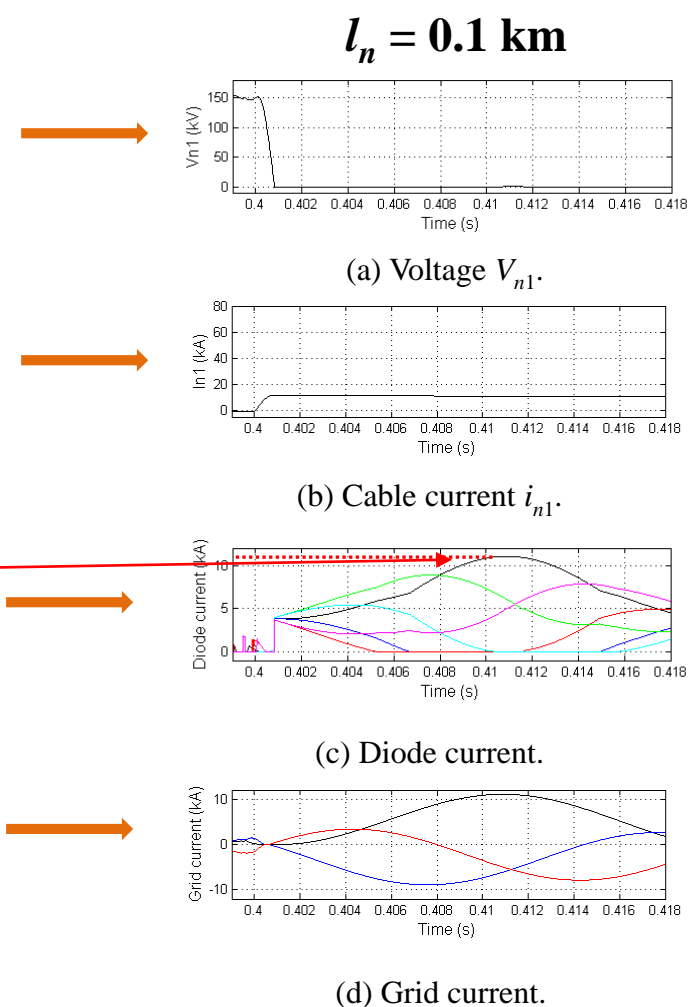 lₙ = 0.1 km
150
100
50
0
Vn1 (kV)
0.4 0.402 0.404 0.406 0.408 0.41 0.412 0.414 0.416 0.418
Time (s)
(a) Voltage Vₙ₁.
80
60
40
20
0
In1 (kA)
0.4 0.402 0.404 0.406 0.408 0.41 0.412 0.414 0.416 0.418
Time (s)
(b) Cable current iₙ₁.
10
5
0
Diode current (kA)
0.4 0.402 0.404 0.406 0.408 0.41 0.412 0.414 0.416 0.418
Time (s)
(c) Diode current.
10
0
-10
Grid current (kA)
0.4 0.402 0.404 0.406 0.408 0.41 0.412 0.414 0.416 0.418
Time (s)
(d) Grid current.